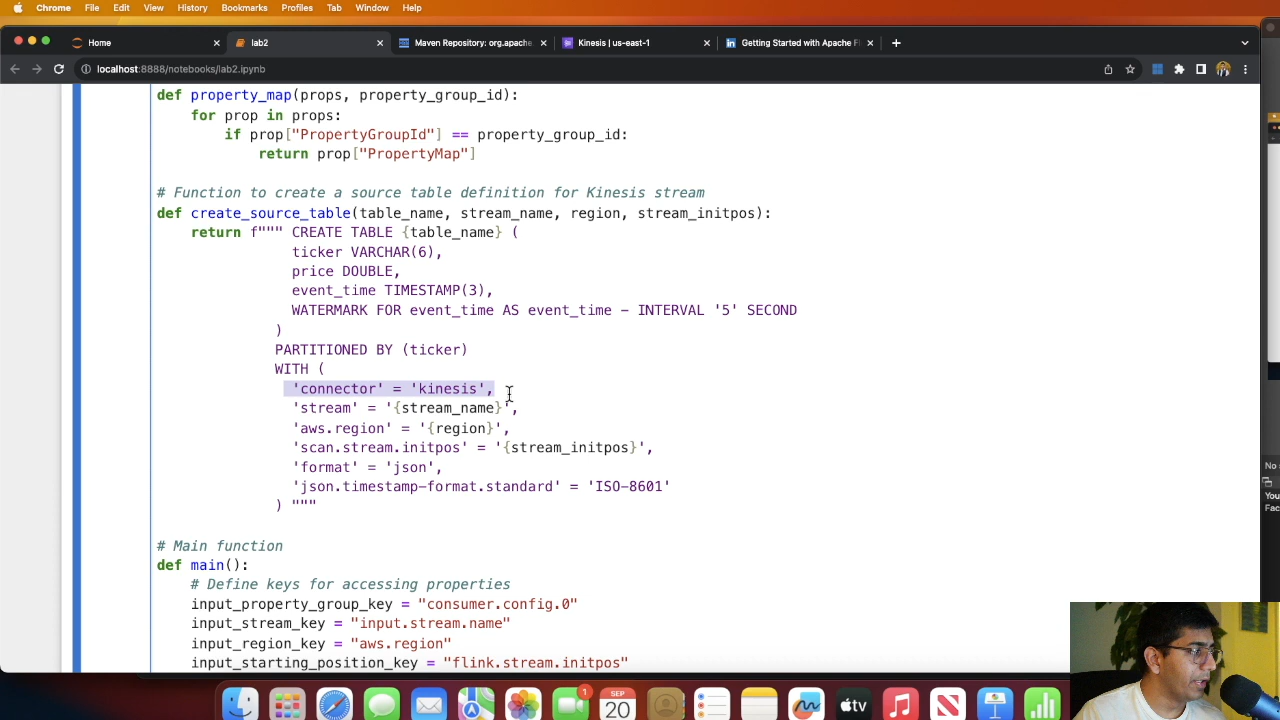 Chrome File Edit View History Bookmarks Profiles Tab Window Help
Home
lab2
Maven Repository: org.apache
Kinesis | us-east-1
Getting Started with Apache Fl
localhost:8888/notebooks/lab2.ipynb
def property_map(props, property_group_id):
for prop in props:
if prop["PropertyGroupId"] == property_group_id:
return prop["PropertyMap"]
# Function to create a source table definition for Kinesis stream
def create_source_table(table_name, stream_name, region, stream_initpos):
return f""" CREATE TABLE {table_name} (
ticker VARCHAR(6),
price DOUBLE,
event_time TIMESTAMP(3),
WATERMARK FOR event_time AS event_time - INTERVAL '5' SECOND
)
PARTITIONED BY (ticker)
WITH (
'connector' = 'kinesis',
'stream' = '{stream_name}',
'aws.region' = '{region}',
'scan.stream.initpos' = '{stream_initpos}',
'format' = 'json',
'json.timestamp-format.standard' = 'ISO-8601'
) """
# Main function
def main():
# Define keys for accessing properties
input_property_group_key = "consumer.config.0"
input_stream_key = "input.stream.name"
input_region_key = "aws.region"
input_starting_position_key = "flink.stream.initpos"
No s
You
Fac
1
SEP
20
tv